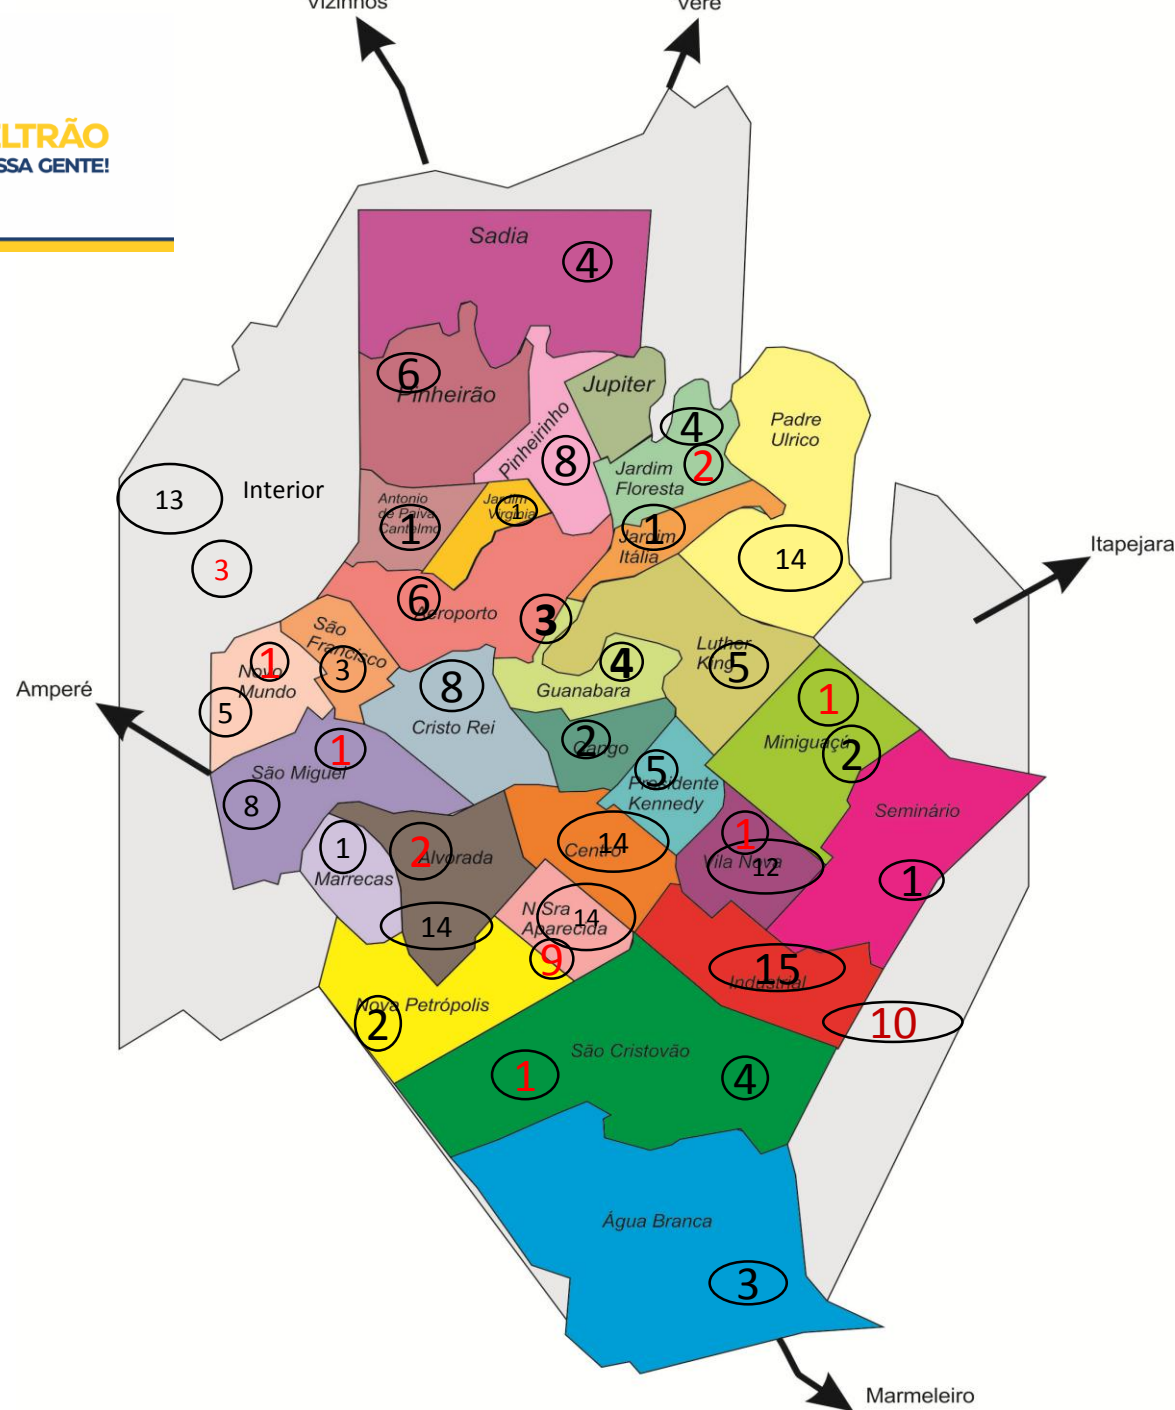 Vizinhos
Verê
ELTRÃO
SSA GENTE!
Sadia
4
6
Pinheirão
Jupiter
Pinheirinho
8
4
2
Jardim
Floresta
Padre
Ulrico
Interior
13
3
Antonio
de Paiva
Cantelmo
1
Jardim
Virginia
1
1
Jardim
Itália
14
Itapejara
6
Aeroporto
3
São
Francisco
3
1
Novo
Mundo
5
Amperé
8
Cristo Rei
4
Guanabara
Luther
King
5
1
Miniguaçú
2
2
Cango
5
Presidente
Kennedy
1
São Miguel
8
Seminário
1
1
Marrecas
2
Alvorada
14
14
Centro
1
Vila Nova
12
N.Sra
Aparecida
14
9
15
Industrial
10
Nova Petrópolis
2
São Cristovão
1
4
Água Branca
3
Marmeleiro